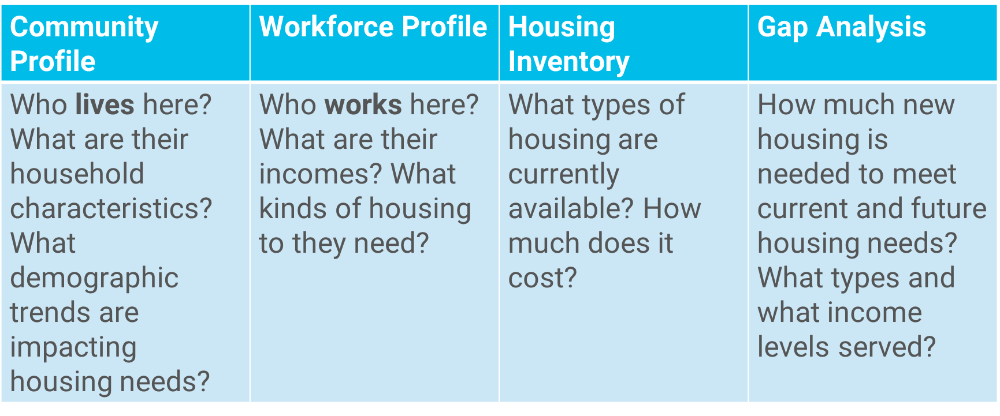 Community
Profile
Workforce Profile
Housing
Inventory
Gap Analysis
Who lives here?
What are their
household
characteristics?
What
demographic
trends are
impacting
housing needs?
Who works here?
What are their
incomes? What
kinds of housing
to they need?
What types of
housing are
currently
available? How
much does it
cost?
How much new
housing is
needed to meet
current and future
housing needs?
What types and
what income
levels served?